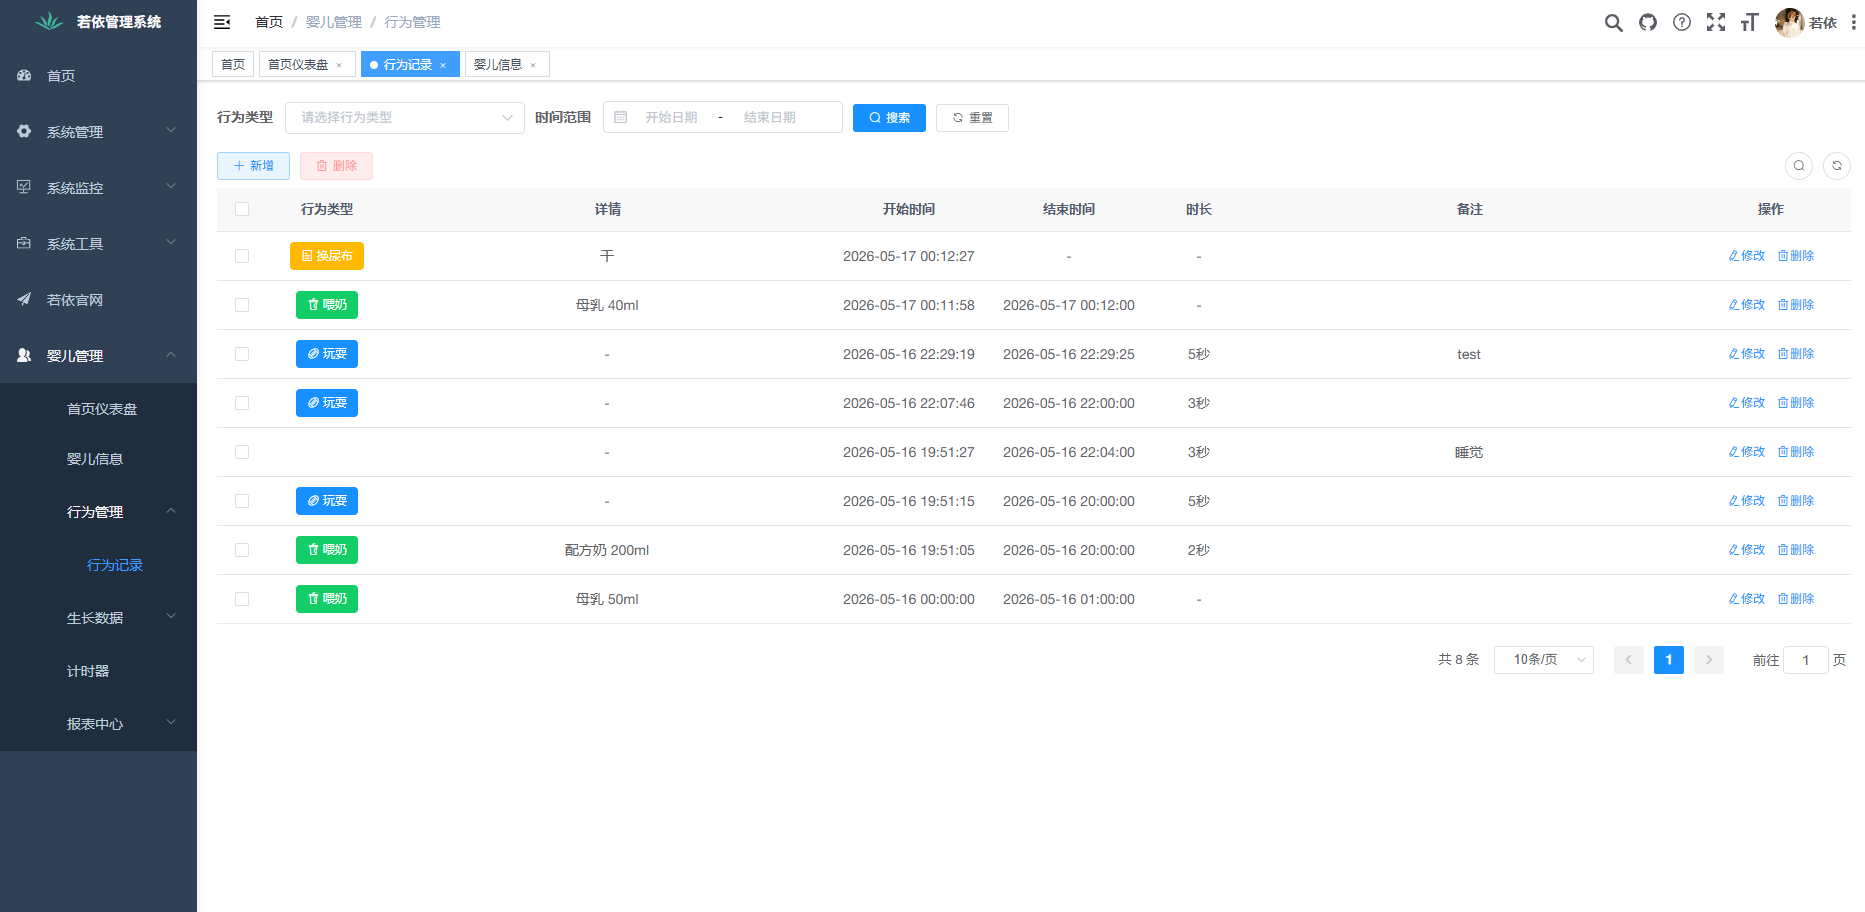 若依管理系统
首页
系统管理
系统监控
系统工具
若依官网
婴儿管理
首页仪表盘
婴儿信息
行为管理
行为记录
生长数据
计时器
报表中心
首页 / 婴儿管理 / 行为管理
若依
首页 首页仪表盘 × 行为记录 × 婴儿信息 ×
行为类型 请选择行为类型 时间范围 开始日期 - 结束日期 搜索 重置
新增 删除
行为类型 详情 开始时间 结束时间 时长 备注 操作
换尿布 干 2026-05-17 00:12:27 - - 修改 删除
喂奶 母乳 40ml 2026-05-17 00:11:58 2026-05-17 00:12:00 - 修改 删除
玩耍 - 2026-05-16 22:29:19 2026-05-16 22:29:25 5秒 test 修改 删除
玩耍 - 2026-05-16 22:07:46 2026-05-16 22:00:00 3秒 修改 删除
- 2026-05-16 19:51:27 2026-05-16 22:04:00 3秒 睡觉 修改 删除
玩耍 - 2026-05-16 19:51:15 2026-05-16 20:00:00 5秒 修改 删除
喂奶 配方奶 200ml 2026-05-16 19:51:05 2026-05-16 20:00:00 2秒 修改 删除
喂奶 母乳 50ml 2026-05-16 00:00:00 2026-05-16 01:00:00 - 修改 删除
共 8 条 10条/页 1 前往 1 页